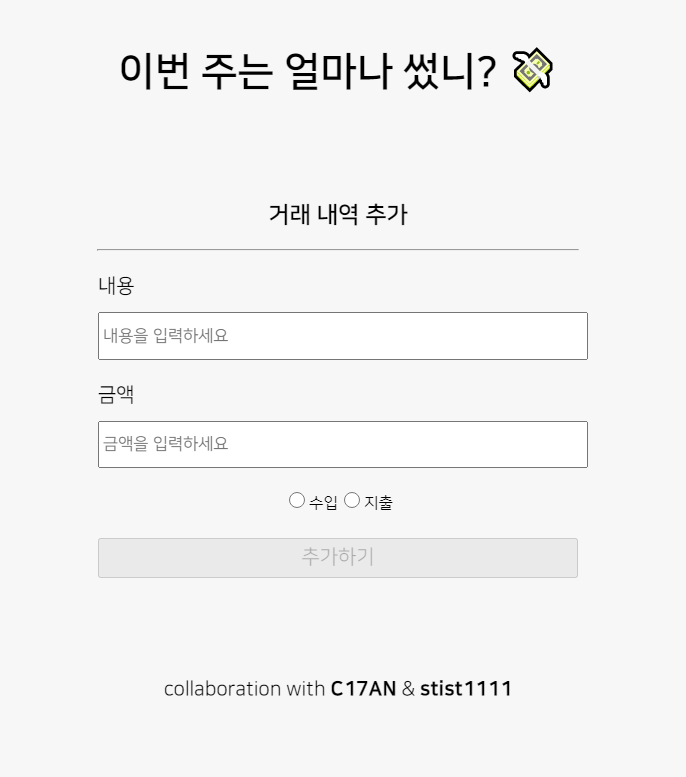 이번 주는 얼마나 썼니? 💸
거래 내역 추가
내용
내용을 입력하세요
금액
금액을 입력하세요
수입 지출
추가하기
collaboration with C17AN & stist1111